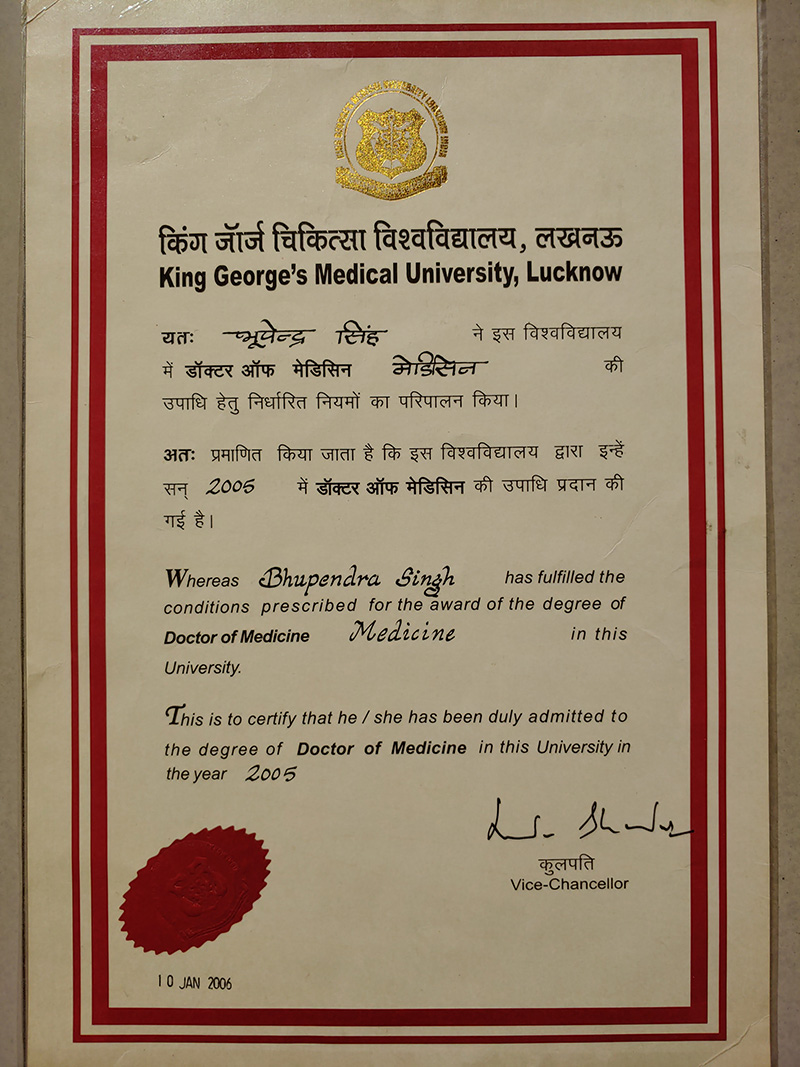 किंग जॉर्ज चिकित्सा विश्वविद्यालय, लखनऊ
King George's Medical University, Lucknow
यतः भूपेन्द्र सिंह ने इस विश्वविद्यालय
में डॉक्टर ऑफ मेडिसिन मेडिसिन की
उपाधि हेतु निर्धारित नियमों का परिपालन किया।
अतः प्रमाणित किया जाता है कि इस विश्वविद्यालय द्वारा इन्हें
सन् 2005 में डॉक्टर ऑफ मेडिसिन की उपाधि प्रदान की
गई है।
Whereas Bhupendra Singh has fulfilled the
conditions prescribed for the award of the degree of
Doctor of Medicine Medicine in this
University.
This is to certify that he / she has been duly admitted to
the degree of Doctor of Medicine in this University in
the year 2005
कुलपति
Vice-Chancellor
10 JAN 2006